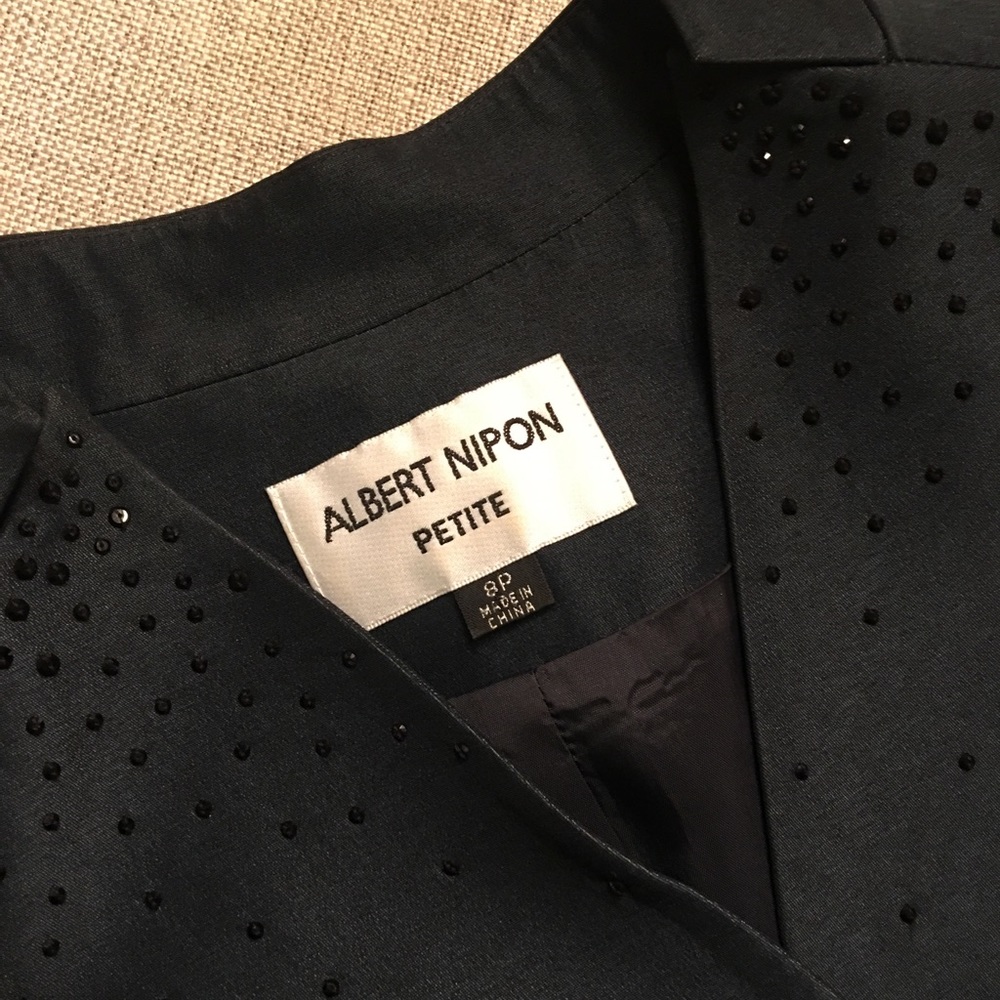 ALBERT NIPON
PETITE
8P
MADE IN
CHINA